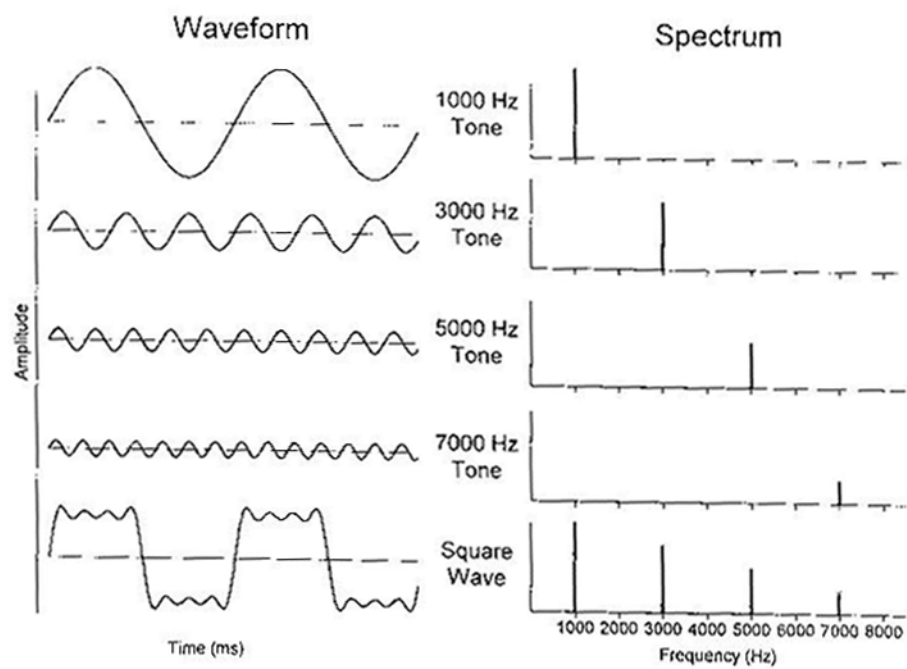 Waveform
Spectrum
1000 Hz
Tone
3000 Hz
Tone
5000 Hz
Tone
7000 Hz
Tone
Square
Wave
Amplitude
Time (ms)
1000 2000 3000 4000 5000 6000 7000 8000
Frequency (Hz)